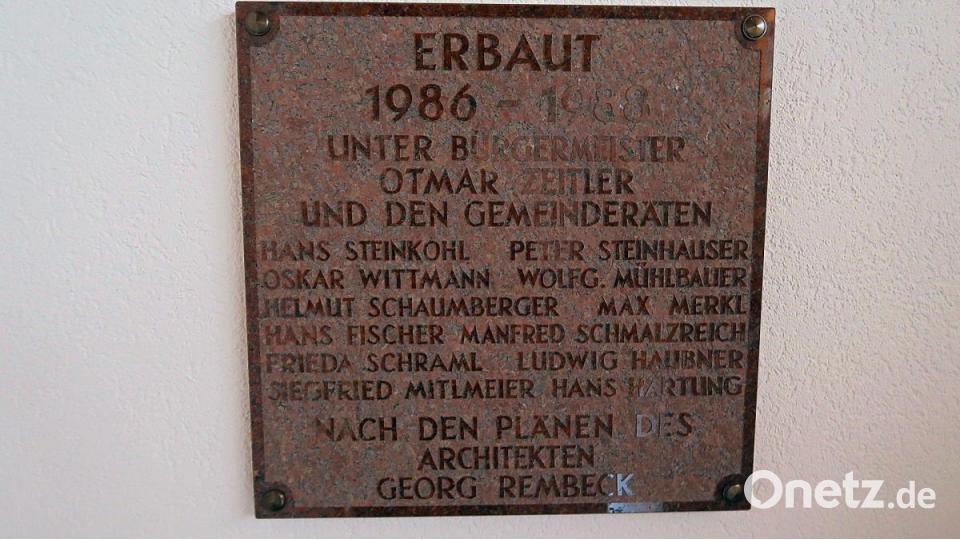 ERBAUT
1986 - 1988
UNTER BÜRGERMEISTER
OTMAR ZEITLER
UND DEN GEMEINDERÄTEN
HANS STEINKOHL PETER STEINHAUSER
OSKAR WITTMANN WOLFG. MÜHLBAUER
HELMUT SCHAUMBERGER MAX MERKL
HANS FISCHER MANFRED SCHMALZREICH
FRIEDA SCHRAML LUDWIG HAUBNER
SIEGFRIED MITLMEIER HANS HARTUNG
NACH DEN PLÄNEN DES
ARCHITEKTEN
GEORG REMBECK
Onetz.de